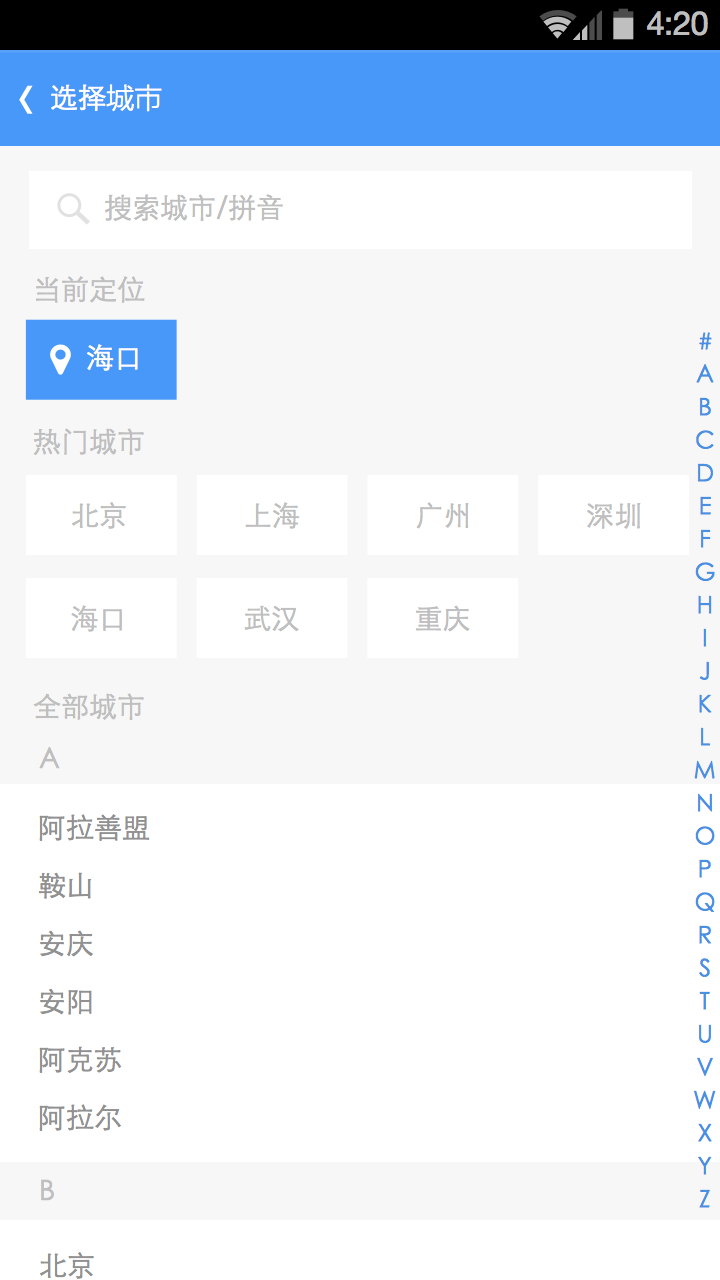 4:20
选择城市
搜索城市/拼音
当前定位
海口
热门城市
北京 上海 广州 深圳
海口 武汉 重庆
全部城市
A
阿拉善盟
鞍山
安庆
安阳
阿克苏
阿拉尔
B
北京
#
A
B
C
D
E
F
G
H
I
J
K
L
M
N
O
P
Q
R
S
T
U
V
W
X
Y
Z